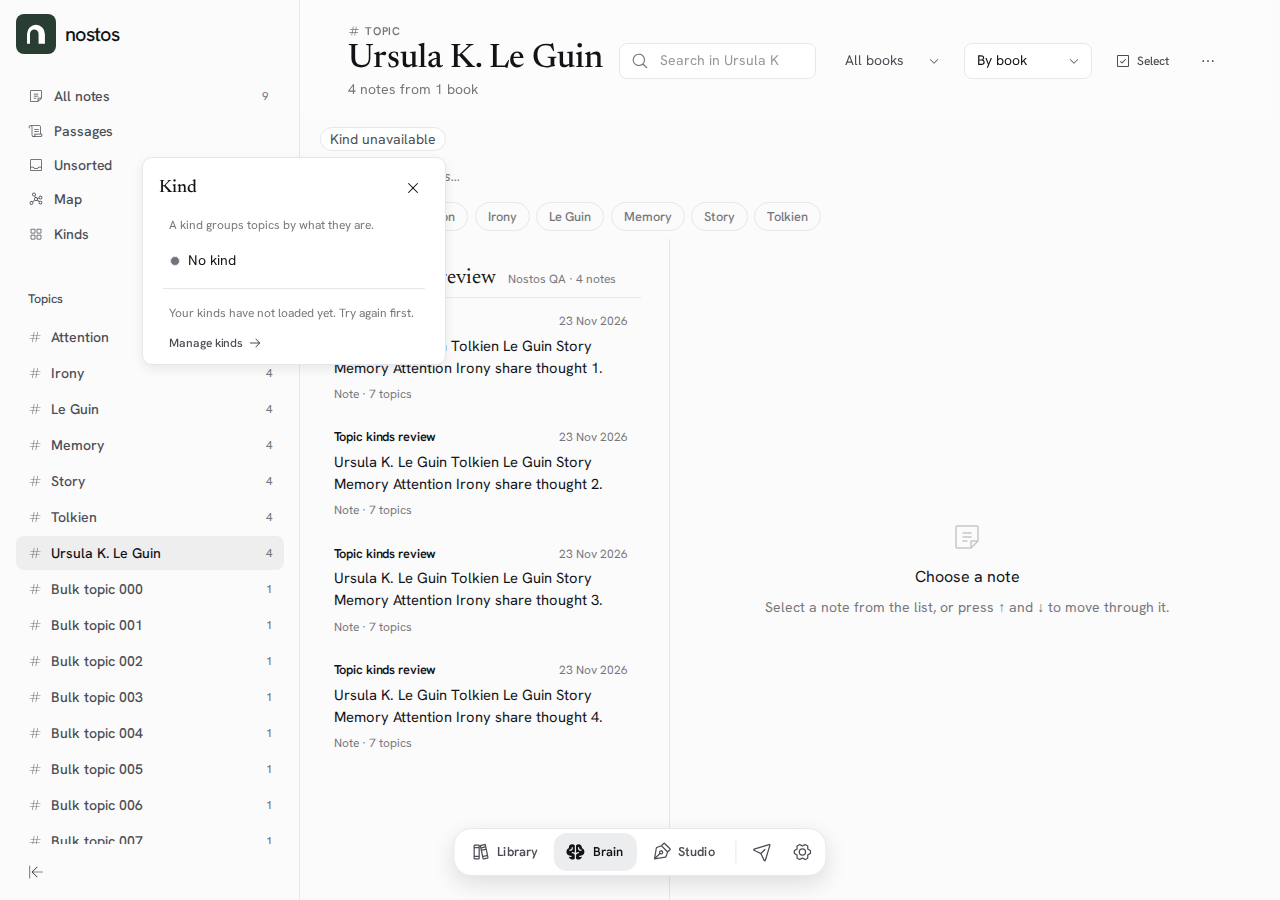 nostos
All notes 9
Passages
Unsorted
Map
Kinds
Topics
# Attention
# Irony 4
# Le Guin 4
# Memory 4
# Story 4
# Tolkien 4
# Ursula K. Le Guin 4
# Bulk topic 000 1
# Bulk topic 001 1
# Bulk topic 002 1
# Bulk topic 003 1
# Bulk topic 004 1
# Bulk topic 005 1
# Bulk topic 006 1
# Bulk topic 007 1
# TOPIC
Ursula K. Le Guin
4 notes from 1 book
Search in Ursula K
All books
By book
Select
Kind unavailable
Kind
A kind groups topics by what they are.
No kind
Your kinds have not loaded yet. Try again first.
Manage kinds →
s...
on Irony Le Guin Memory Story Tolkien
review Nostos QA · 4 notes
23 Nov 2026
Tolkien Le Guin Story
Memory Attention Irony share thought 1.
Note · 7 topics
Topic kinds review 23 Nov 2026
Ursula K. Le Guin Tolkien Le Guin Story
Memory Attention Irony share thought 2.
Note · 7 topics
Topic kinds review 23 Nov 2026
Ursula K. Le Guin Tolkien Le Guin Story
Memory Attention Irony share thought 3.
Note · 7 topics
Topic kinds review 23 Nov 2026
Ursula K. Le Guin Tolkien Le Guin Story
Memory Attention Irony share thought 4.
Note · 7 topics
Choose a note
Select a note from the list, or press ↑ and ↓ to move through it.
Library
Brain
Studio